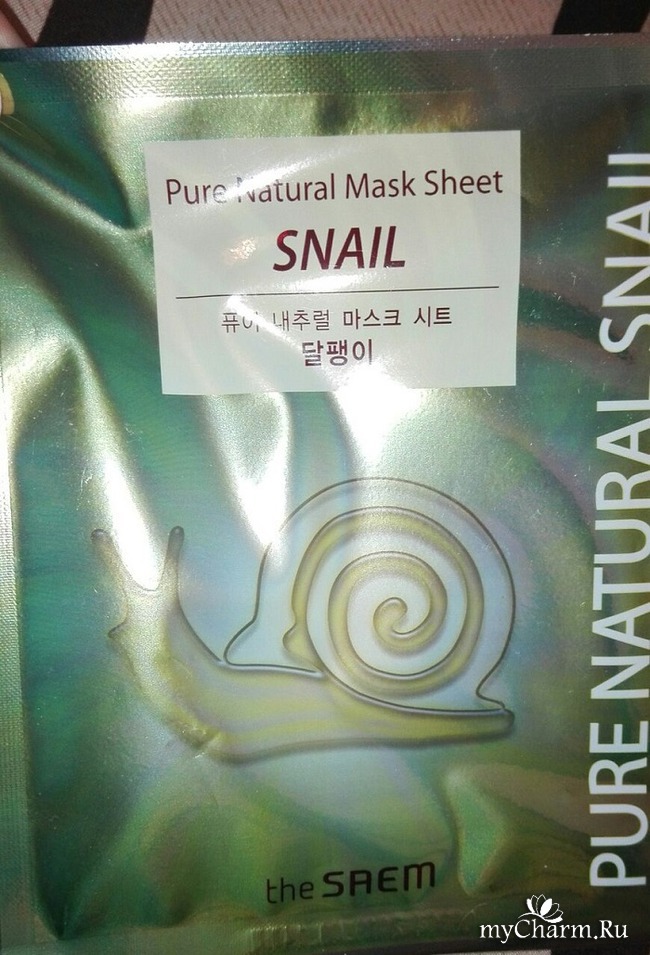 Pure Natural Mask Sheet
SNAIL
퓨어 내추럴 마스크 시트
달팽이
PURE NATURAL SNAIL
the SAEM
myCharm.Ru